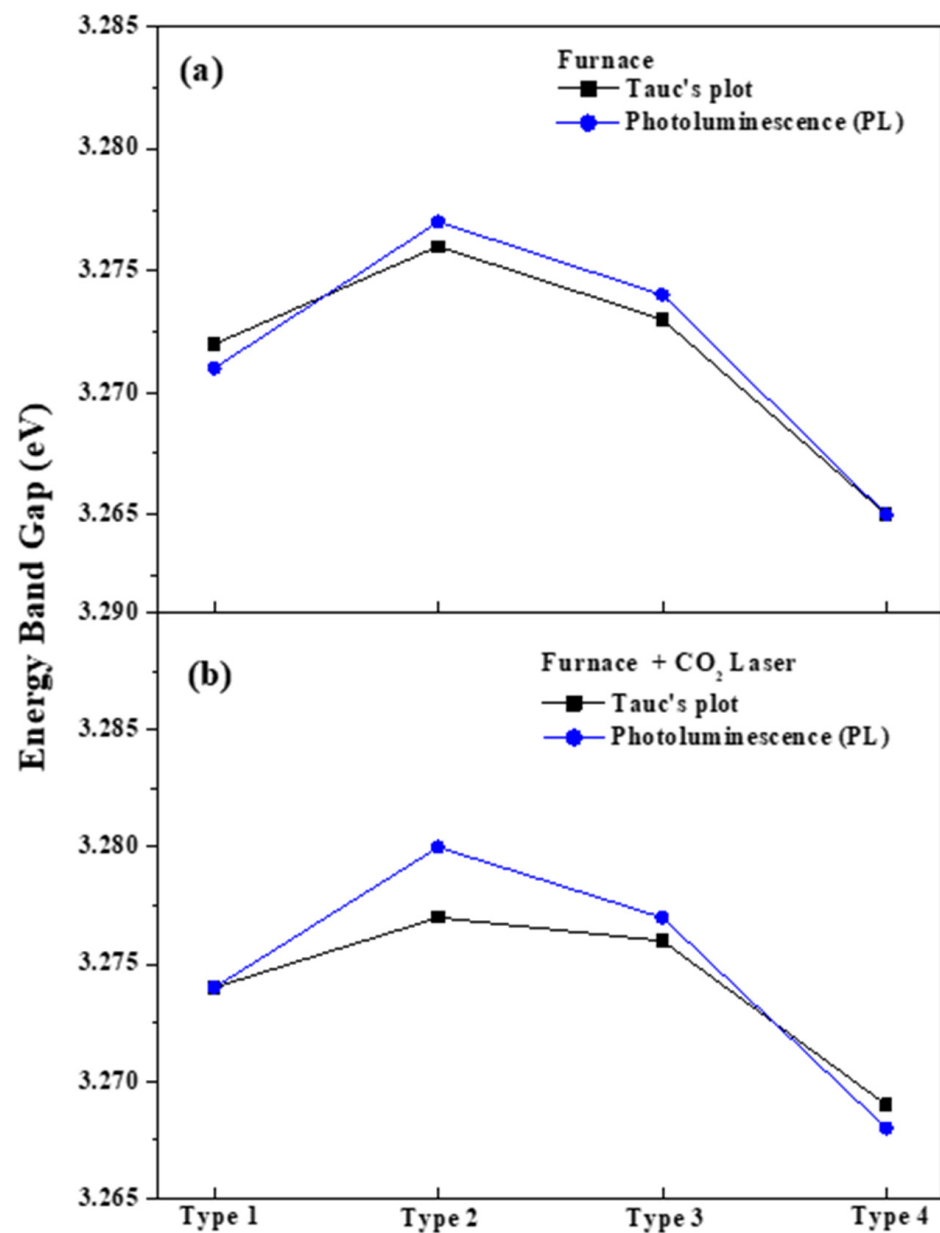 Energy Band Gap (eV)
3.285
3.280
3.275
3.270
3.265
(a)
Furnace
Tauc's plot
Photoluminescence (PL)
3.290
3.285
3.280
3.275
3.270
3.265
(b)
Furnace + CO₂ Laser
Tauc's plot
Photoluminescence (PL)
Type 1 Type 2 Type 3 Type 4